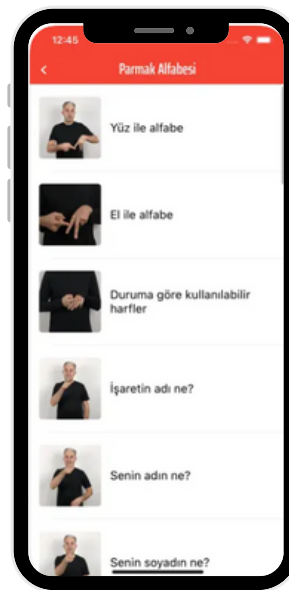 12:45
Parmak Alfabesi
Yüz ile alfabe
El ile alfabe
Duruma göre kullanılabilir
harfler
İşaretin adı ne?
Senin adın ne?
Senin soyadın ne?